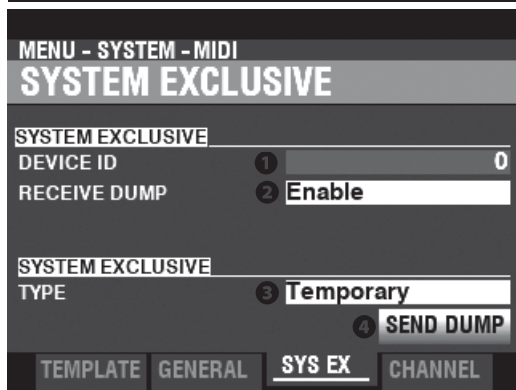 MENU - SYSTEM - MIDI
SYSTEM EXCLUSIVE
SYSTEM EXCLUSIVE
DEVICE ID 1 0
RECEIVE DUMP 2 Enable
SYSTEM EXCLUSIVE
TYPE 3 Temporary
4 SEND DUMP
TEMPLATE GENERAL SYS EX CHANNEL